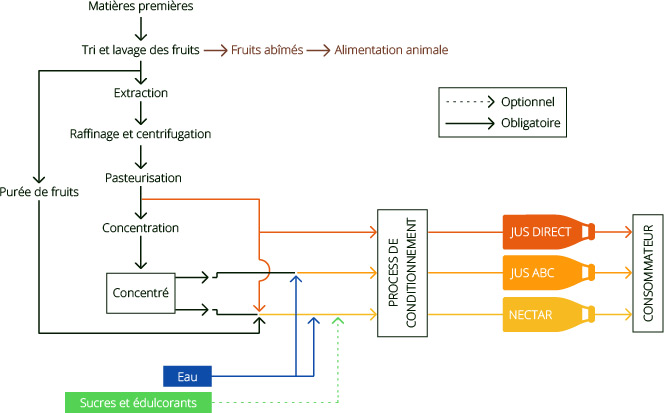 Matières premières
Tri et lavage des fruits
Fruits abîmés
Alimentation animale
Extraction
Optionnel
Obligatoire
Raffinage et centrifugation
Pasteurisation
Purée de fruits
Concentration
Concentré
PROCESS DE
CONDITIONNEMENT
JUS DIRECT
JUS ABC
NECTAR
CONSOMMATEUR
Eau
Sucres et édulcorants